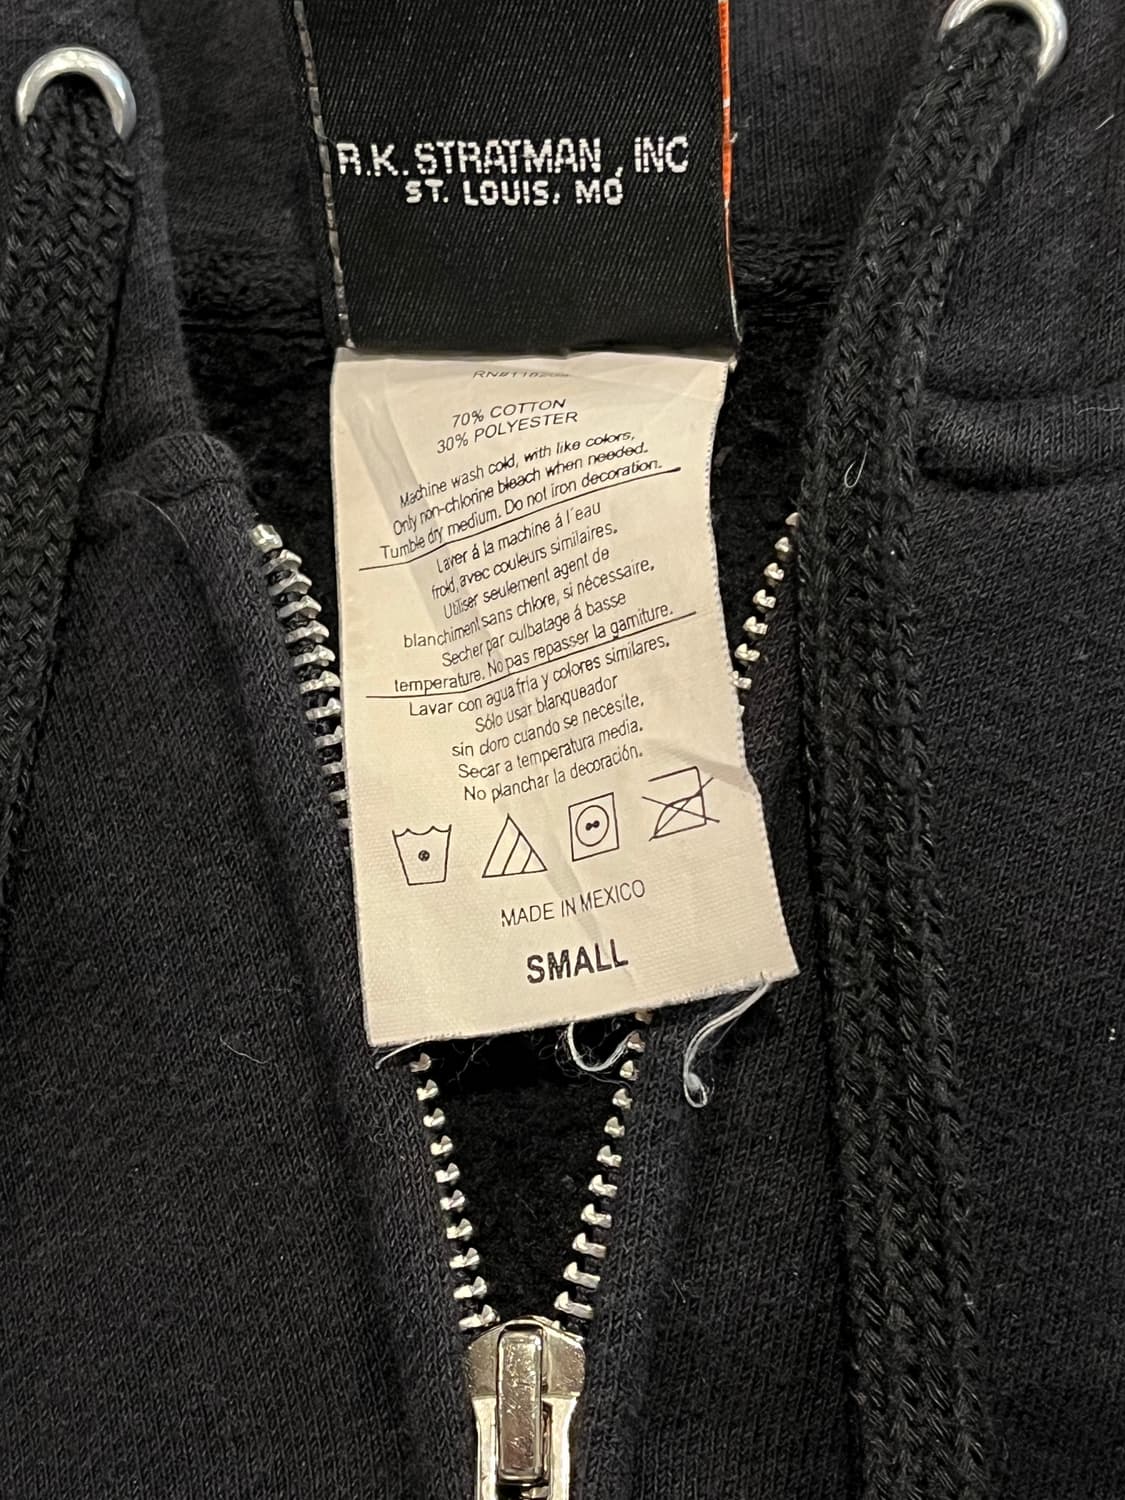 R.K. STRATMAN, INC
ST. LOUIS, MO
70% COTTON
30% POLYESTER
Machine wash cold, with like colors,
Only non-chlorine bleach when needed.
Tumble dry medium. Do not iron decoration.
Laver á la machine á l´eau
froid, avec couleurs similaires.
Utiliser seulement agent de
blanchiment sans chlore, si nécessaire.
Secher par culbatage á basse
temperature. No pas repasser la garniture.
Lavar con agua fría y colores similares.
Sólo usar blanqueador
sin cloro cuando se necesite.
Secar a temperatura media.
No planchar la decoración.
MADE IN MEXICO
SMALL